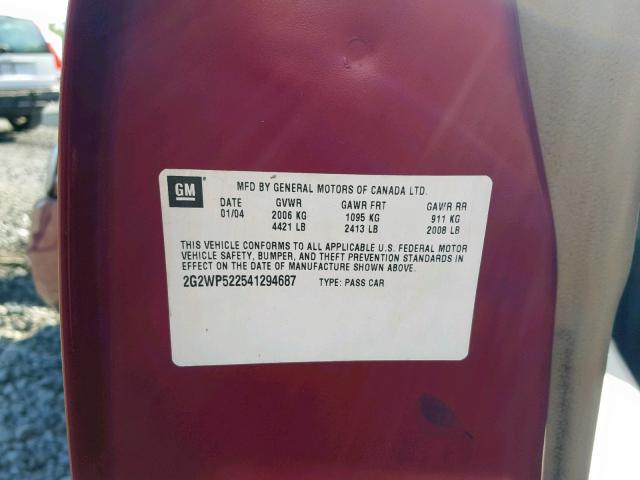 GM MFD BY GENERAL MOTORS OF CANADA LTD.
DATE GVWR GAWR FRT GAWR RR
01/04 2006 KG 1095 KG 911 KG
4421 LB 2413 LB 2008 LB
THIS VEHICLE CONFORMS TO ALL APPLICABLE U.S. FEDERAL MOTOR
VEHICLE SAFETY, BUMPER, AND THEFT PREVENTION STANDARDS IN
EFFECT ON THE DATE OF MANUFACTURE SHOWN ABOVE.
2G2WP522541294687 TYPE: PASS CAR